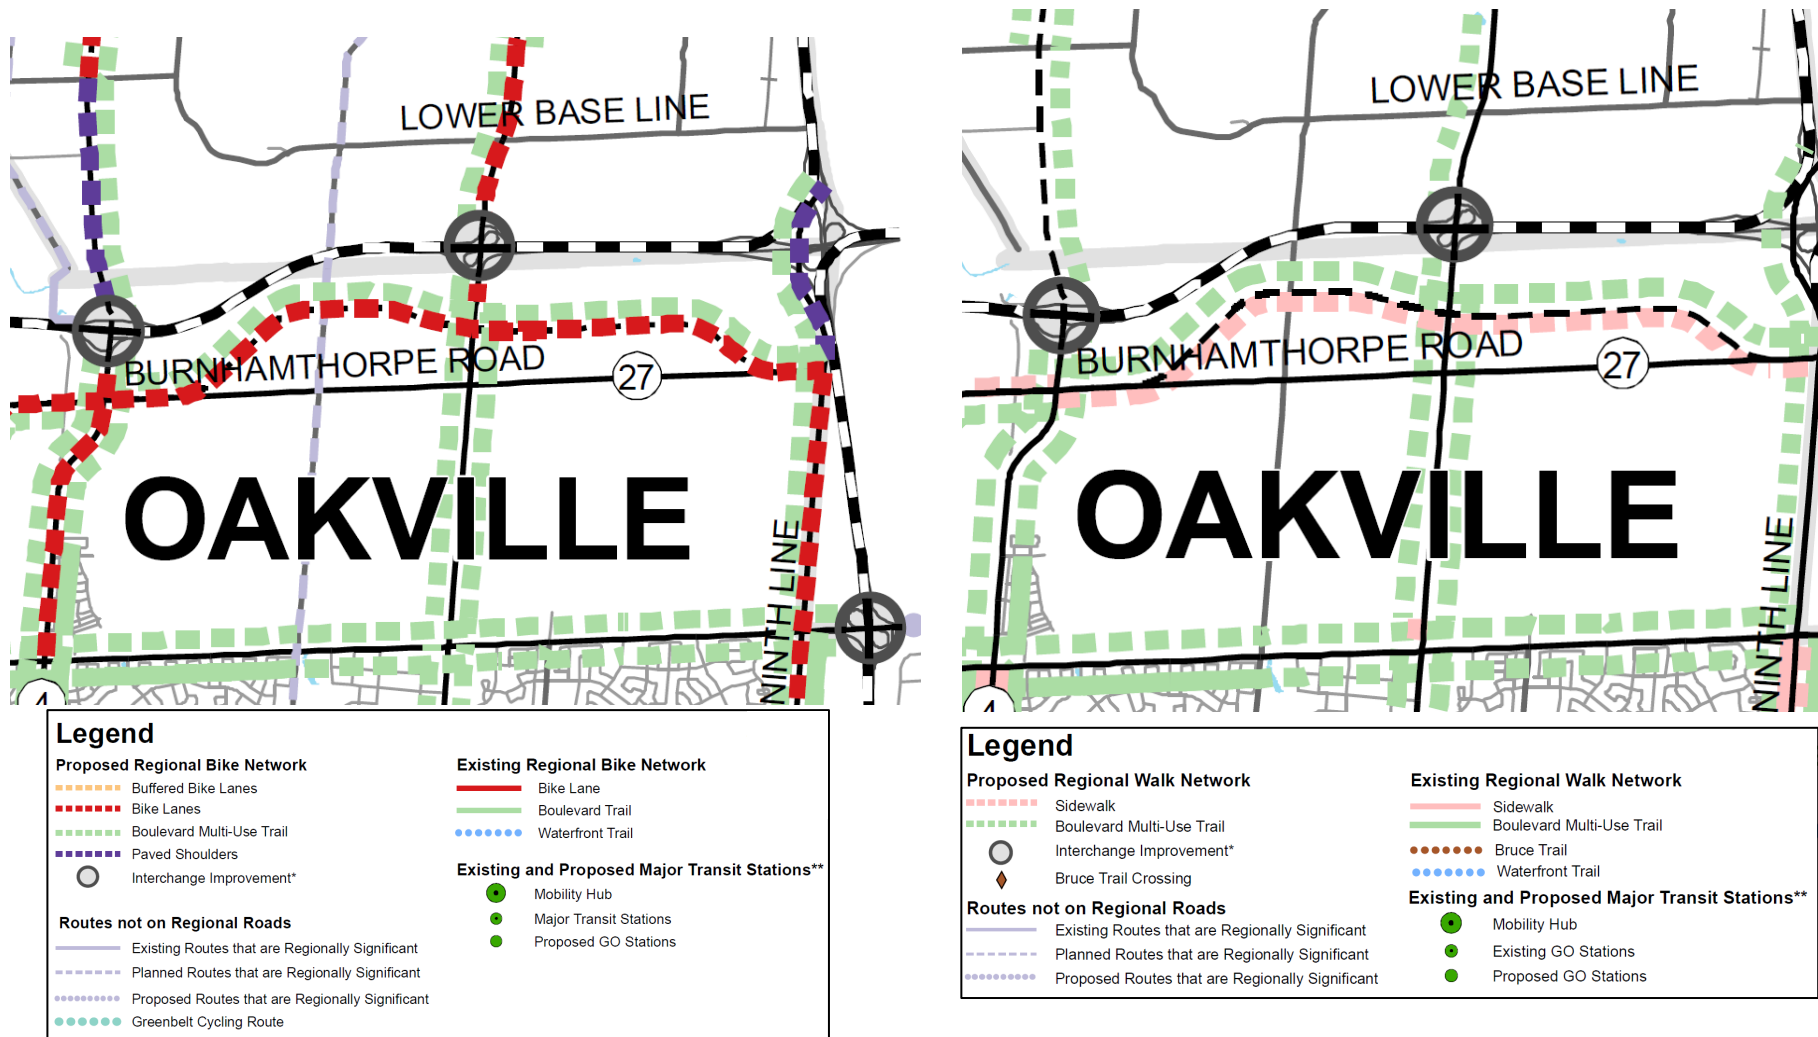 LOWER BASE LINE
BURNHAMTHORPE ROAD
27
OAKVILLE
NINTH LINE
4
Legend
Proposed Regional Bike Network
Buffered Bike Lanes
Bike Lanes
Boulevard Multi-Use Trail
Paved Shoulders
Interchange Improvement*
Routes not on Regional Roads
Existing Routes that are Regionally Significant
Planned Routes that are Regionally Significant
Proposed Routes that are Regionally Significant
Greenbelt Cycling Route
Existing Regional Bike Network
Bike Lane
Boulevard Trail
Waterfront Trail
Existing and Proposed Major Transit Stations**
Mobility Hub
Major Transit Stations
Proposed GO Stations
LOWER BASE LINE
BURNHAMTHORPE ROAD
27
OAKVILLE
NINTH LINE
4
Legend
Proposed Regional Walk Network
Sidewalk
Boulevard Multi-Use Trail
Interchange Improvement*
Bruce Trail Crossing
Routes not on Regional Roads
Existing Routes that are Regionally Significant
Planned Routes that are Regionally Significant
Proposed Routes that are Regionally Significant
Existing Regional Walk Network
Sidewalk
Boulevard Multi-Use Trail
Bruce Trail
Waterfront Trail
Existing and Proposed Major Transit Stations**
Mobility Hub
Existing GO Stations
Proposed GO Stations